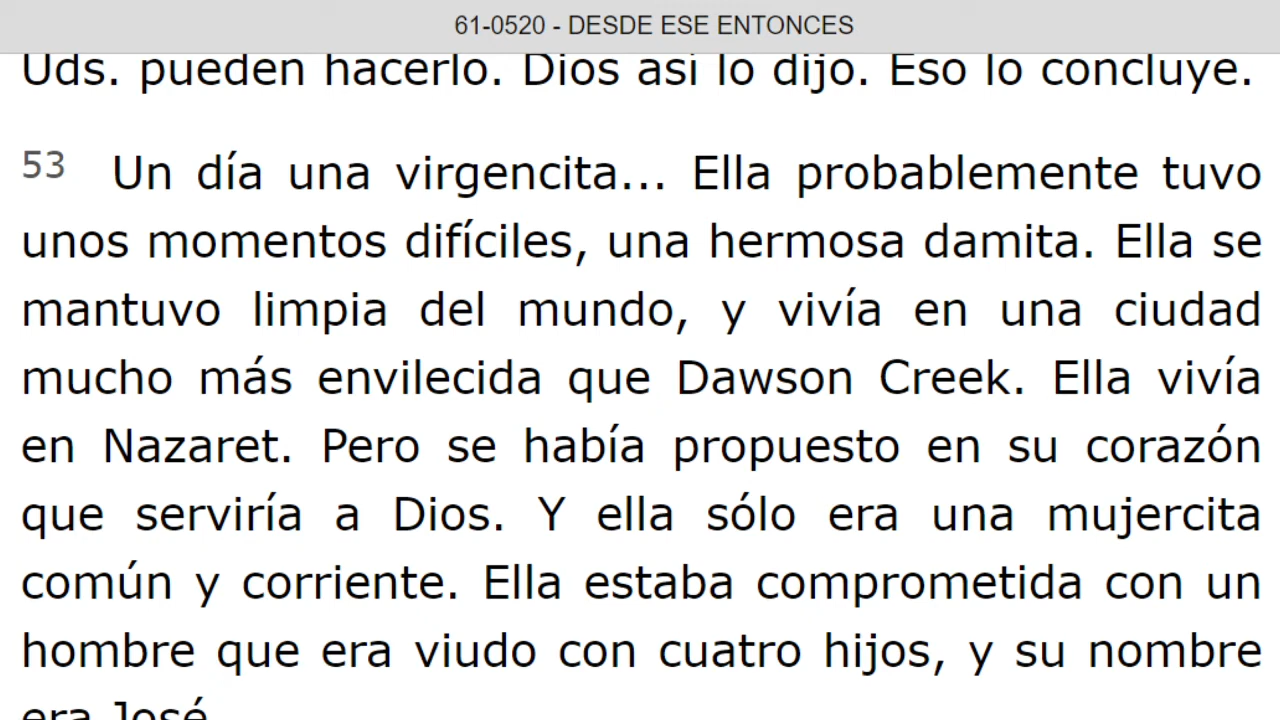 61-0520 - DESDE ESE ENTONCES
Uds. pueden hacerlo. Dios así lo dijo. Eso lo concluye.
53 Un día una virgencita... Ella probablemente tuvo
unos momentos difíciles, una hermosa damita. Ella se
mantuvo limpia del mundo, y vivía en una ciudad
mucho más envilecida que Dawson Creek. Ella vivía
en Nazaret. Pero se había propuesto en su corazón
que serviría a Dios. Y ella sólo era una mujercita
común y corriente. Ella estaba comprometida con un
hombre que era viudo con cuatro hijos, y su nombre
era José